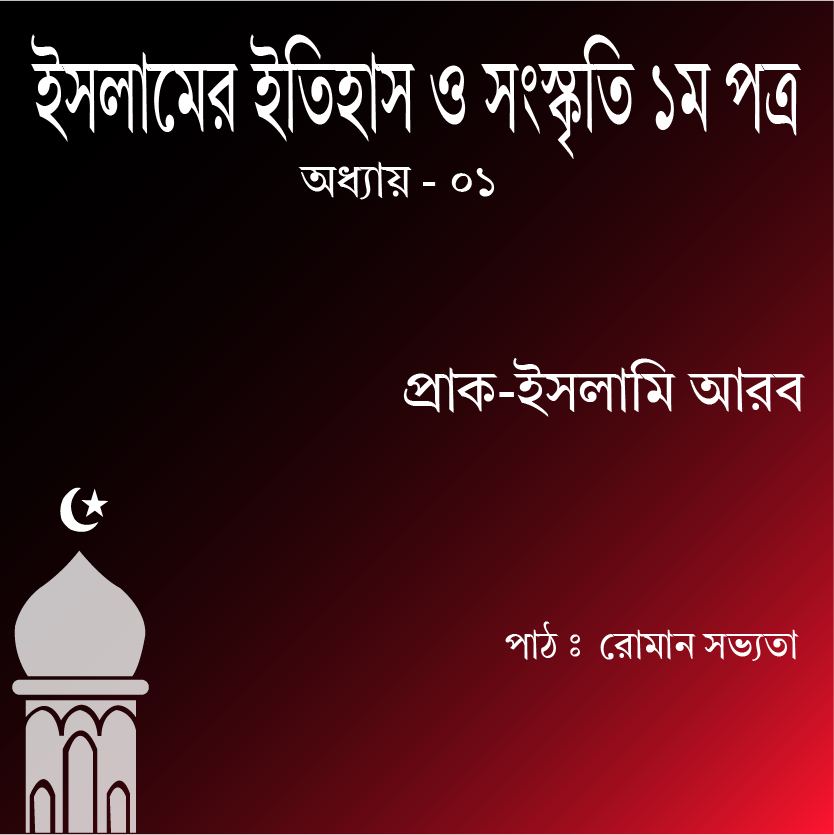 ইসলামের ইতিহাস ও সংস্কৃতি ১ম পত্র
অধ্যায় - ০১
প্রাক-ইসলামি আরব
পাঠ ঃ রোমান সভ্যতা